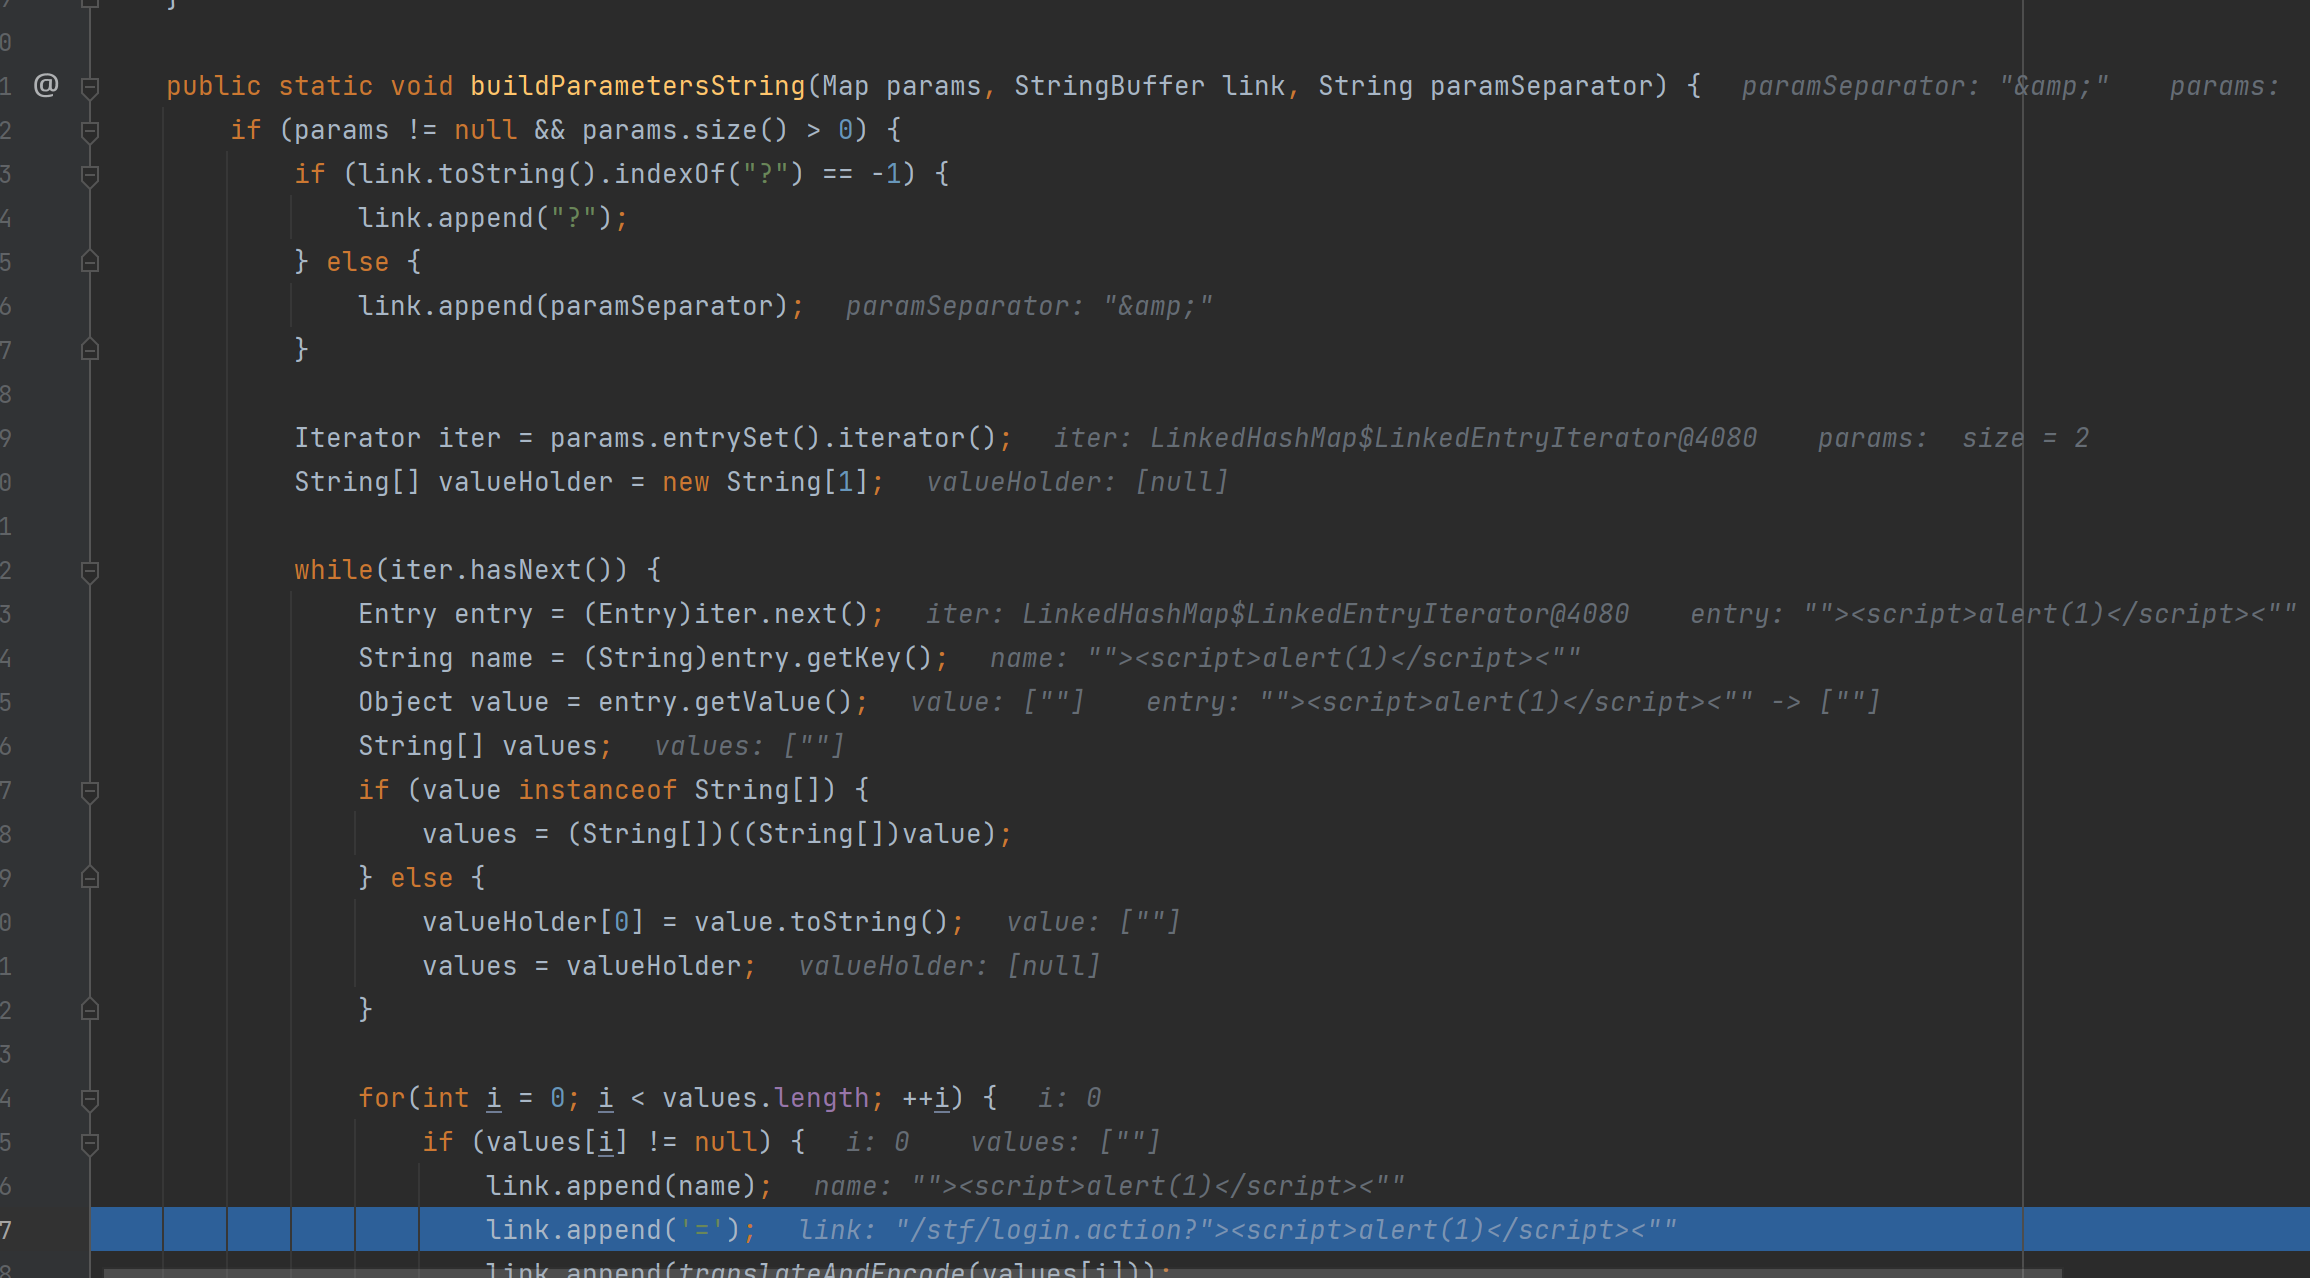 }
0
1 @ public static void buildParametersString(Map params, StringBuffer link, String paramSeparator) { paramSeparator: "&amp;" params:
2 if (params != null && params.size() > 0) {
3 if (link.toString().indexOf("?") == -1) {
4 link.append("?");
5 } else {
6 link.append(paramSeparator); paramSeparator: "&amp;"
7 }
8
9 Iterator iter = params.entrySet().iterator(); iter: LinkedHashMap$LinkedEntryIterator@4080 params: size = 2
0 String[] valueHolder = new String[1]; valueHolder: [null]
1
2 while(iter.hasNext()) {
3 Entry entry = (Entry)iter.next(); iter: LinkedHashMap$LinkedEntryIterator@4080 entry: ""><script>alert(1)</script><""
4 String name = (String)entry.getKey(); name: ""><script>alert(1)</script><""
5 Object value = entry.getValue(); value: [""] entry: ""><script>alert(1)</script><"" -> [""]
6 String[] values; values: [""]
7 if (value instanceof String[]) {
8 values = (String[])((String[])value);
9 } else {
0 valueHolder[0] = value.toString(); value: [""]
1 values = valueHolder; valueHolder: [null]
2 }
3
4 for(int i = 0; i < values.length; ++i) { i: 0
5 if (values[i] != null) { i: 0 values: [""]
6 link.append(name); name: ""><script>alert(1)</script><""
7 link.append('='); link: "/stf/login.action?"><script>alert(1)</script><""
8 link.append(translateAndEncode(values[i]));